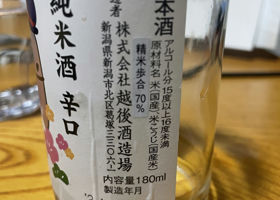 本酒
アルコール分 15度以上16度未満
原材料名 米(国産)・米こうじ(国産米)
精米歩合 70%
造者
株式会社越後酒造場
新潟県新潟市北区葛塚三三〇六-一
純米酒 辛口
内容量180ml
製造年月